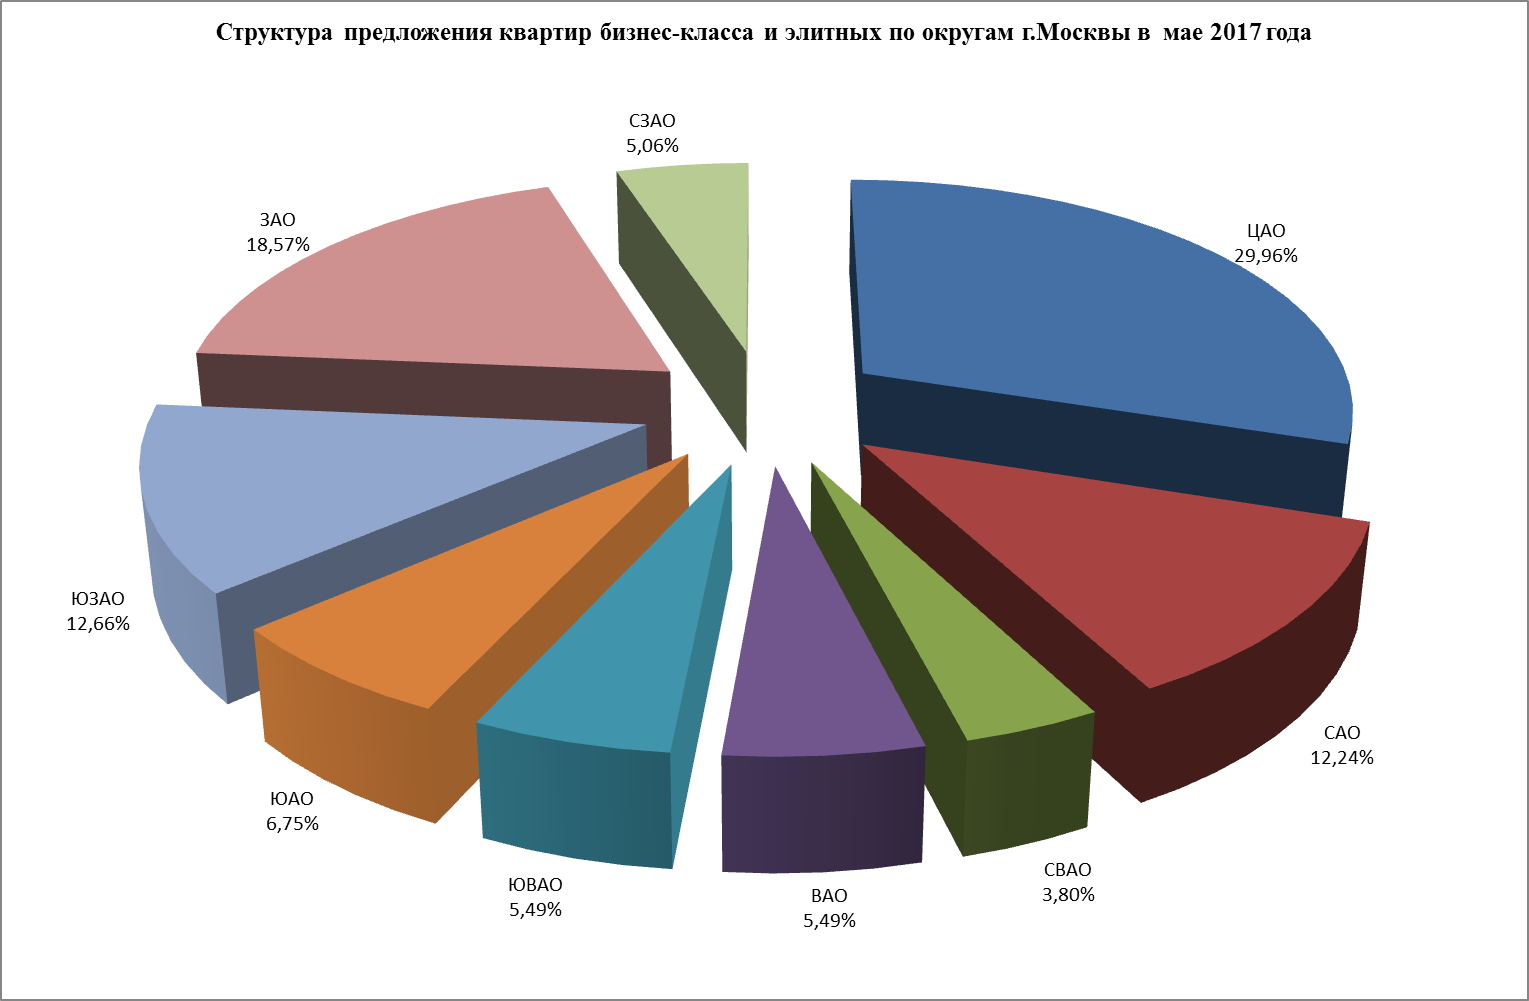 Структура предложения квартир бизнес-класса и элитных по округам г.Москвы в мае 2017 года
СЗАО
5,06%
ЦАО
29,96%
ЗАО
18,57%
ЮЗАО
12,66%
САО
12,24%
ЮАО
6,75%
ЮВАО
5,49%
ВАО
5,49%
СВАО
3,80%